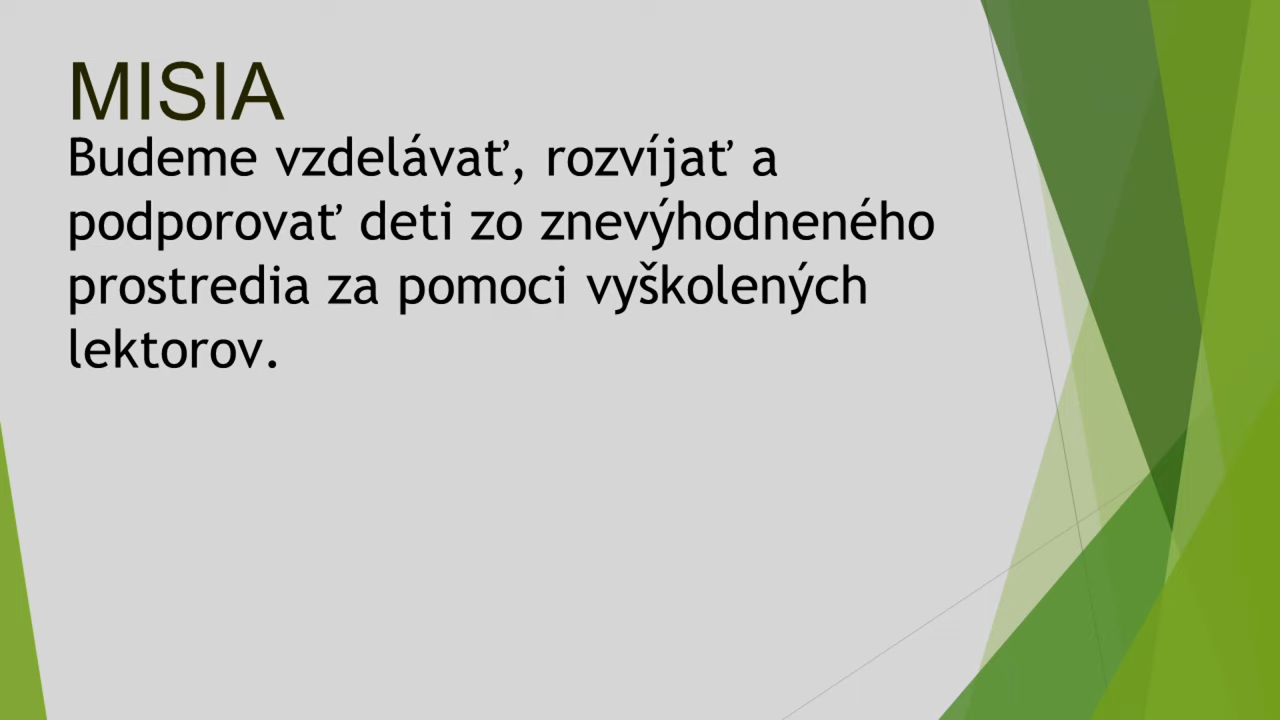 MISIA
Budeme vzdelávať, rozvíjať a
podporovať deti zo znevýhodneného
prostredia za pomoci vyškolených
lektorov.